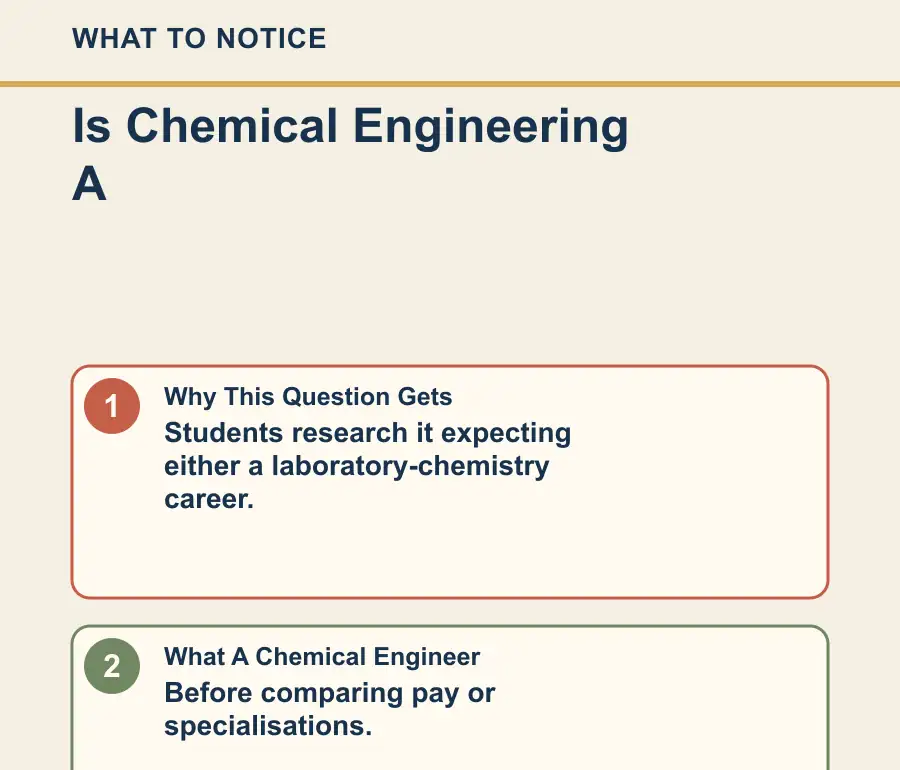 WHAT TO NOTICE
Is Chemical Engineering
A
1
Why This Question Gets
Students research it expecting
either a laboratory-chemistry
career.
2
What A Chemical Engineer
Before comparing pay or
specialisations.